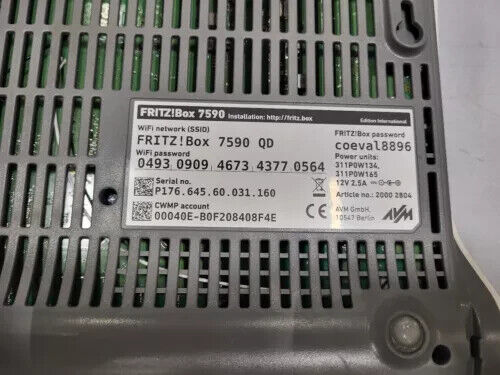 FRITZ!Box 7590 Installation: http://fritz.box Edition International
WiFi network (SSID)
FRITZ!Box 7590 QD
WiFi password
0493 0909 4673 4377 0564
Serial no.
P176.645.60.031.160
CWMP account
00040E-B0F208408F4E
FRITZ!Box password
coeval8896
Power units:
311P0W134,
311P0W165
12V 2.5A
Article no.: 2000 2804
CE
AVM GmbH,
10547 Berlin
AVM